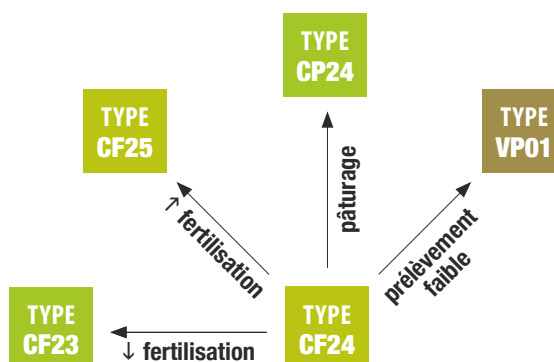 TYPE
CP24
TYPE
CF25
TYPE
VP01
↑ fertilisation
pâturage
prélèvement
faible
TYPE
CF23
↓ fertilisation
TYPE
CF24